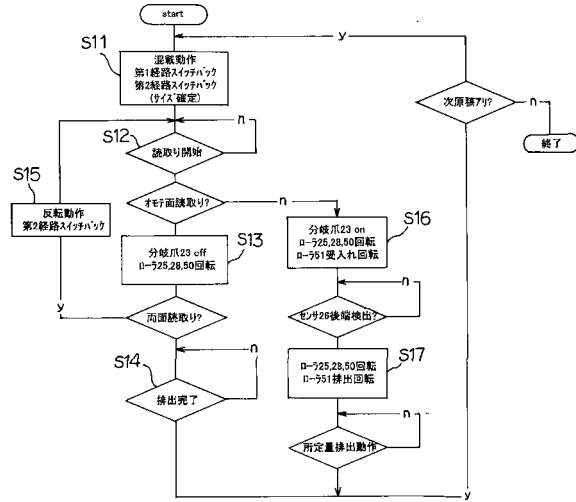 start
S11
混載動作
第1経路スイッチバック
第2経路スイッチバック
(サイズ確定)
y
次原稿アリ?
n
終了
S12
n
読取り開始
S15
反転動作
第2経路スイッチバック
オモテ面読取り?
n
S13
分岐爪23 off
ローラ25,28,50回転
S16
分岐爪23 on
ローラ25,28,50回転
ローラ51受入れ回転
y
両面読取り?
n
センサ26後端検出?
S14
n
排出完了
S17
ローラ25,28,50回転
ローラ51排出回転
n
所定量排出動作
y